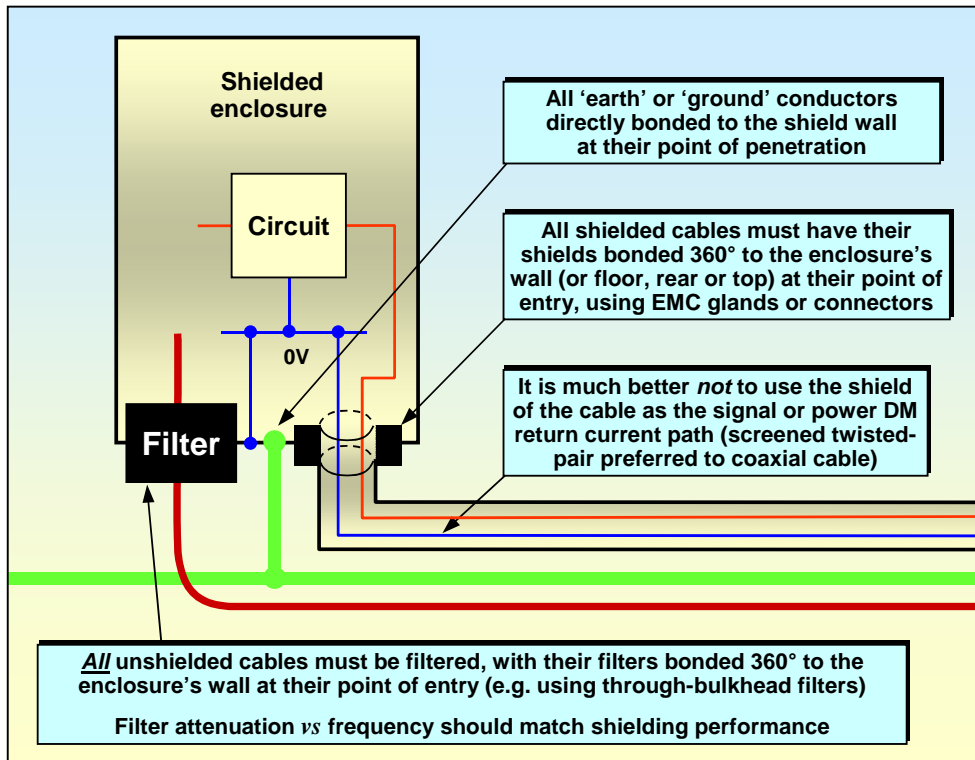 Shielded
enclosure
All ‘earth’ or ‘ground’ conductors
directly bonded to the shield wall
at their point of penetration
Circuit
All shielded cables must have their
shields bonded 360° to the enclosure’s
wall (or floor, rear or top) at their point of
entry, using EMC glands or connectors
0V
It is much better not to use the shield
of the cable as the signal or power DM
return current path (screened twisted-
pair preferred to coaxial cable)
Filter
All unshielded cables must be filtered, with their filters bonded 360° to the
enclosure’s wall at their point of entry (e.g. using through-bulkhead filters)
Filter attenuation vs frequency should match shielding performance